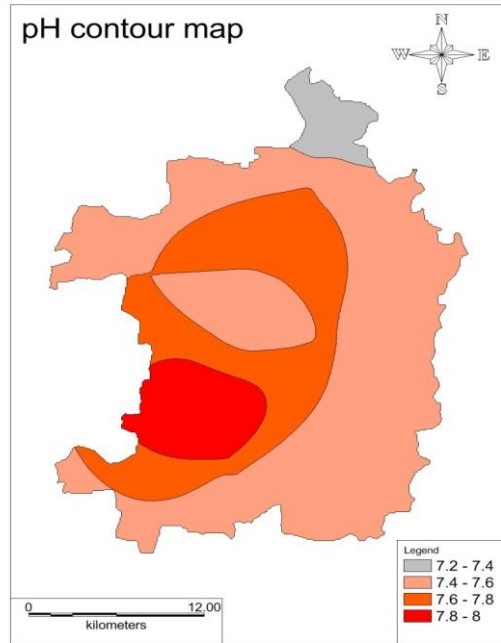 pH contour map
N
W E
S
Legend
7.2 - 7.4
7.4 - 7.6
7.6 - 7.8
7.8 - 8
0 12,00
kilometers